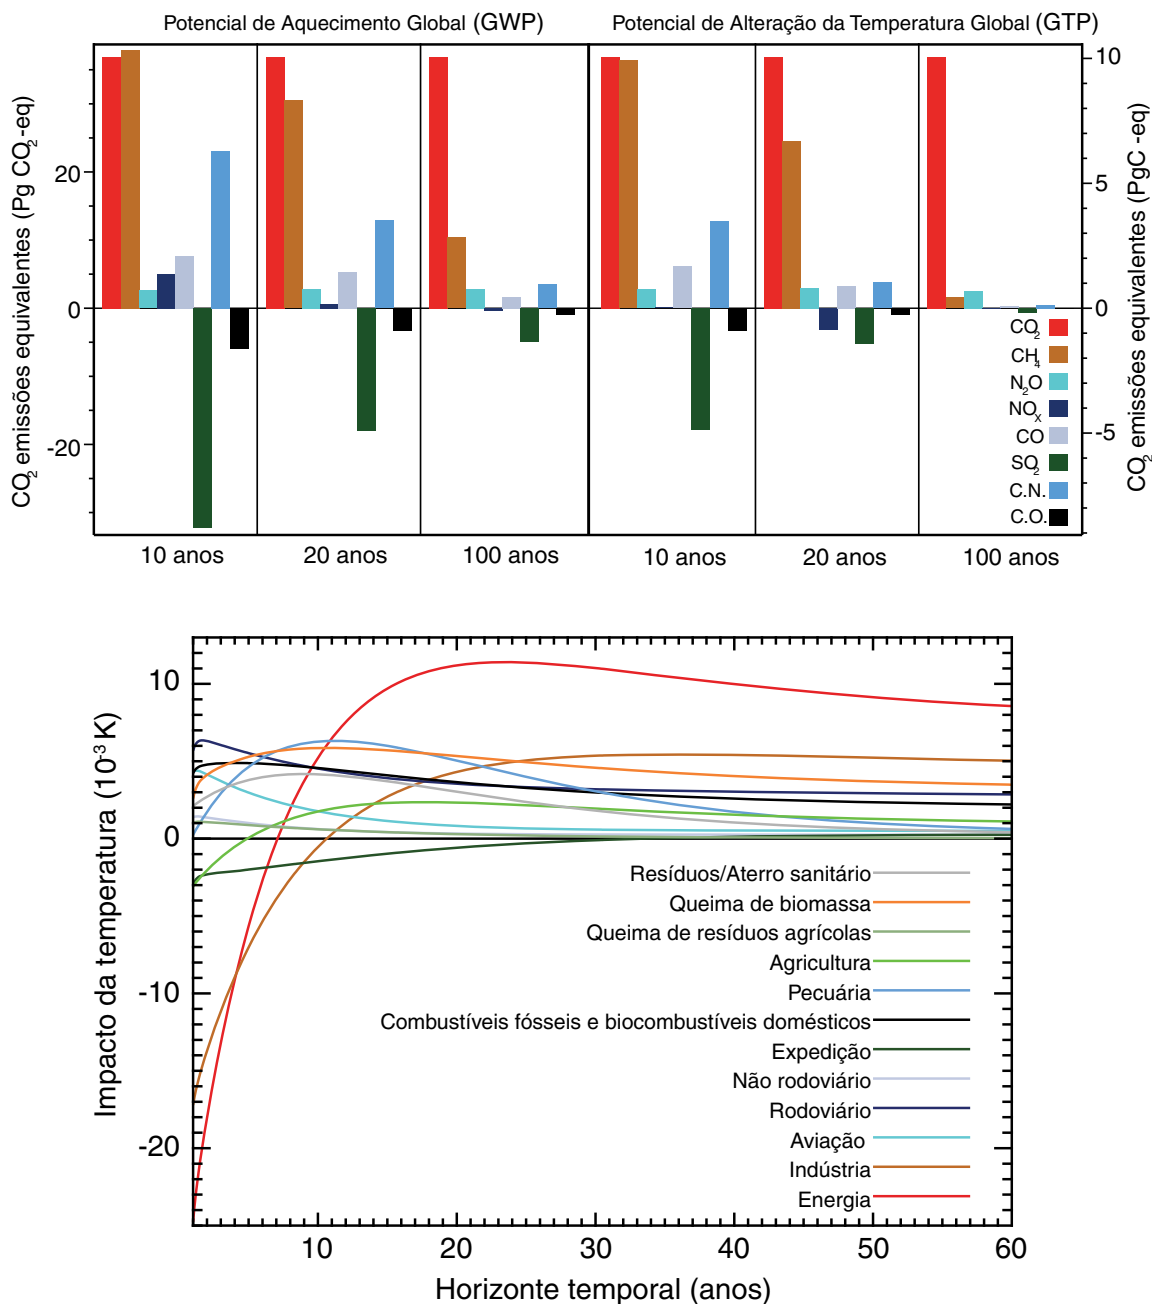 Potencial de Aquecimento Global (GWP)
Potencial de Alteração da Temperatura Global (GTP)
CO₂ emissões equivalentes (Pg CO₂-eq)
20
0
-20
10
5
0
-5
CO₂ emissões equivalentes (PgC -eq)
CO₂
CH₄
N₂O
NOₓ
CO
SO₂
C.N.
C.O.
10 anos
20 anos
100 anos
10 anos
20 anos
100 anos
Impacto da temperatura (10⁻³ K)
10
0
-10
-20
Resíduos/Aterro sanitário
Queima de biomassa
Queima de resíduos agrícolas
Agricultura
Pecuária
Combustíveis fósseis e biocombustíveis domésticos
Expedição
Não rodoviário
Rodoviário
Aviação
Indústria
Energia
10
20
30
40
50
60
Horizonte temporal (anos)